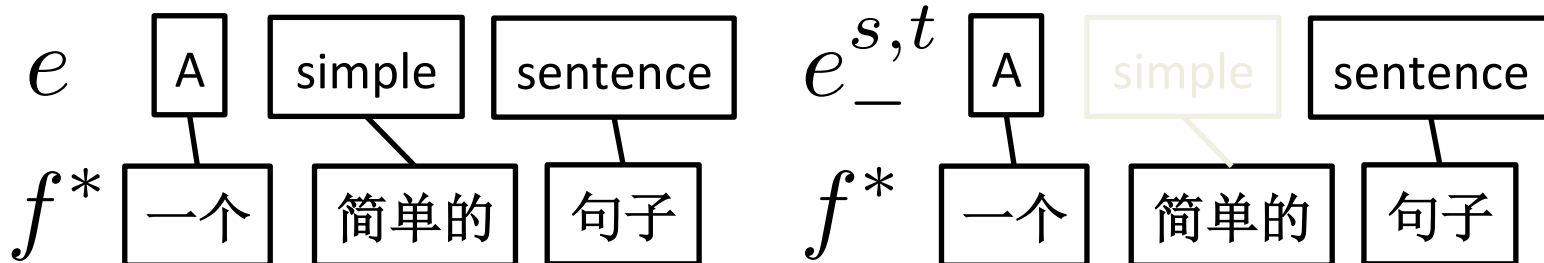 e A simple sentence
f* 一个 简单的 句子
e_^{s,t} A simple sentence
f* 一个 简单的 句子